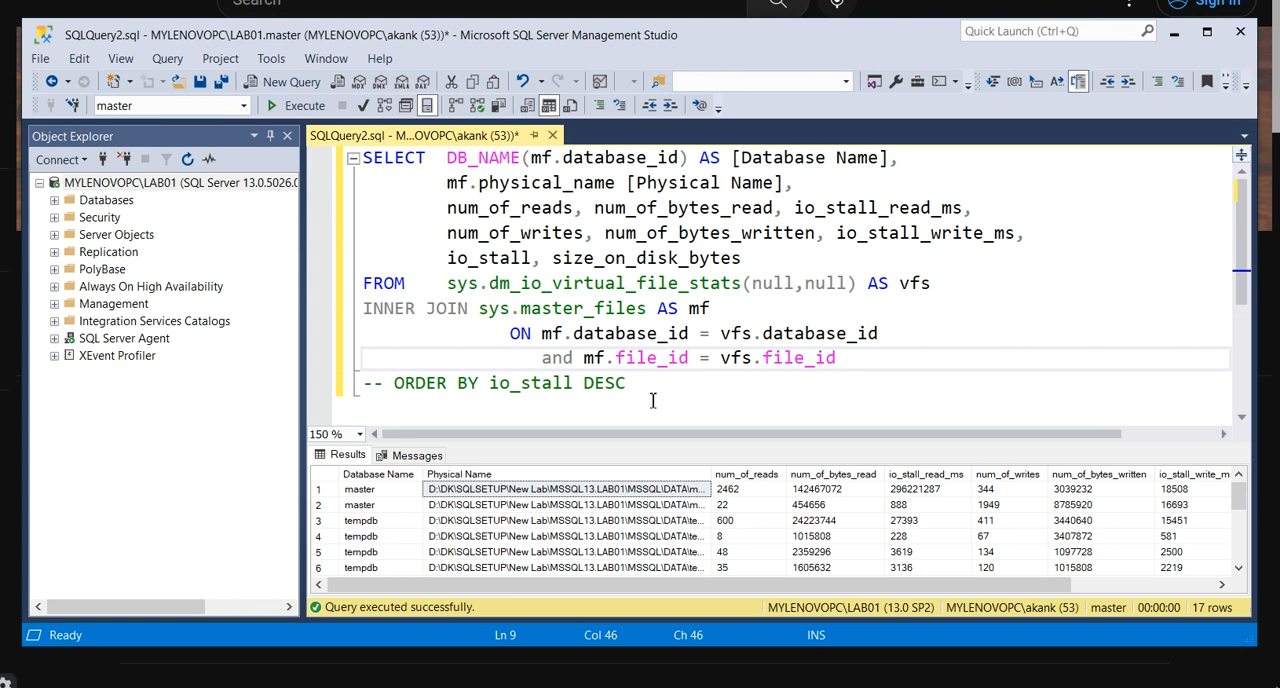 Search
Sign in
SQLQuery2.sql - MYLENOVOPC\LAB01.master (MYLENOVOPC\akank (53))* - Microsoft SQL Server Management Studio
Quick Launch (Ctrl+Q)
File Edit View Query Project Tools Window Help
New Query
MDX DMX XMLA DAX
master
Execute
Object Explorer
Connect
MYLENOVOPC\LAB01 (SQL Server 13.0.5026.0
Databases
Security
Server Objects
Replication
PolyBase
Always On High Availability
Management
Integration Services Catalogs
SQL Server Agent
XEvent Profiler
SQLQuery2.sql - M...OVOPC\akank (53))*
SELECT DB_NAME(mf.database_id) AS [Database Name],
mf.physical_name [Physical Name],
num_of_reads, num_of_bytes_read, io_stall_read_ms,
num_of_writes, num_of_bytes_written, io_stall_write_ms,
io_stall, size_on_disk_bytes
FROM sys.dm_io_virtual_file_stats(null,null) AS vfs
INNER JOIN sys.master_files AS mf
ON mf.database_id = vfs.database_id
and mf.file_id = vfs.file_id
-- ORDER BY io_stall DESC
150 %
Results Messages
Database Name Physical Name num_of_reads num_of_bytes_read io_stall_read_ms num_of_writes num_of_bytes_written io_stall_write_m
1 master D:\DK\SQLSETUP\New Lab\MSSQL13.LAB01\MSSQL\DATA\m... 2462 142467072 296221287 344 3039232 18508
2 master D:\DK\SQLSETUP\New Lab\MSSQL13.LAB01\MSSQL\DATA\m... 22 454656 888 1949 8785920 16693
3 tempdb D:\DK\SQLSETUP\New Lab\MSSQL13.LAB01\MSSQL\DATA\te... 600 24223744 27393 411 3440640 15451
4 tempdb D:\DK\SQLSETUP\New Lab\MSSQL13.LAB01\MSSQL\DATA\te... 8 1015808 228 67 3407872 581
5 tempdb D:\DK\SQLSETUP\New Lab\MSSQL13.LAB01\MSSQL\DATA\te... 48 2359296 3619 134 1097728 2500
6 tempdb D:\DK\SQLSETUP\New Lab\MSSQL13.LAB01\MSSQL\DATA\te... 35 1605632 3136 120 1015808 2219
Query executed successfully. MYLENOVOPC\LAB01 (13.0 SP2) MYLENOVOPC\akank (53) master 00:00:00 17 rows
Ready Ln 9 Col 46 Ch 46 INS